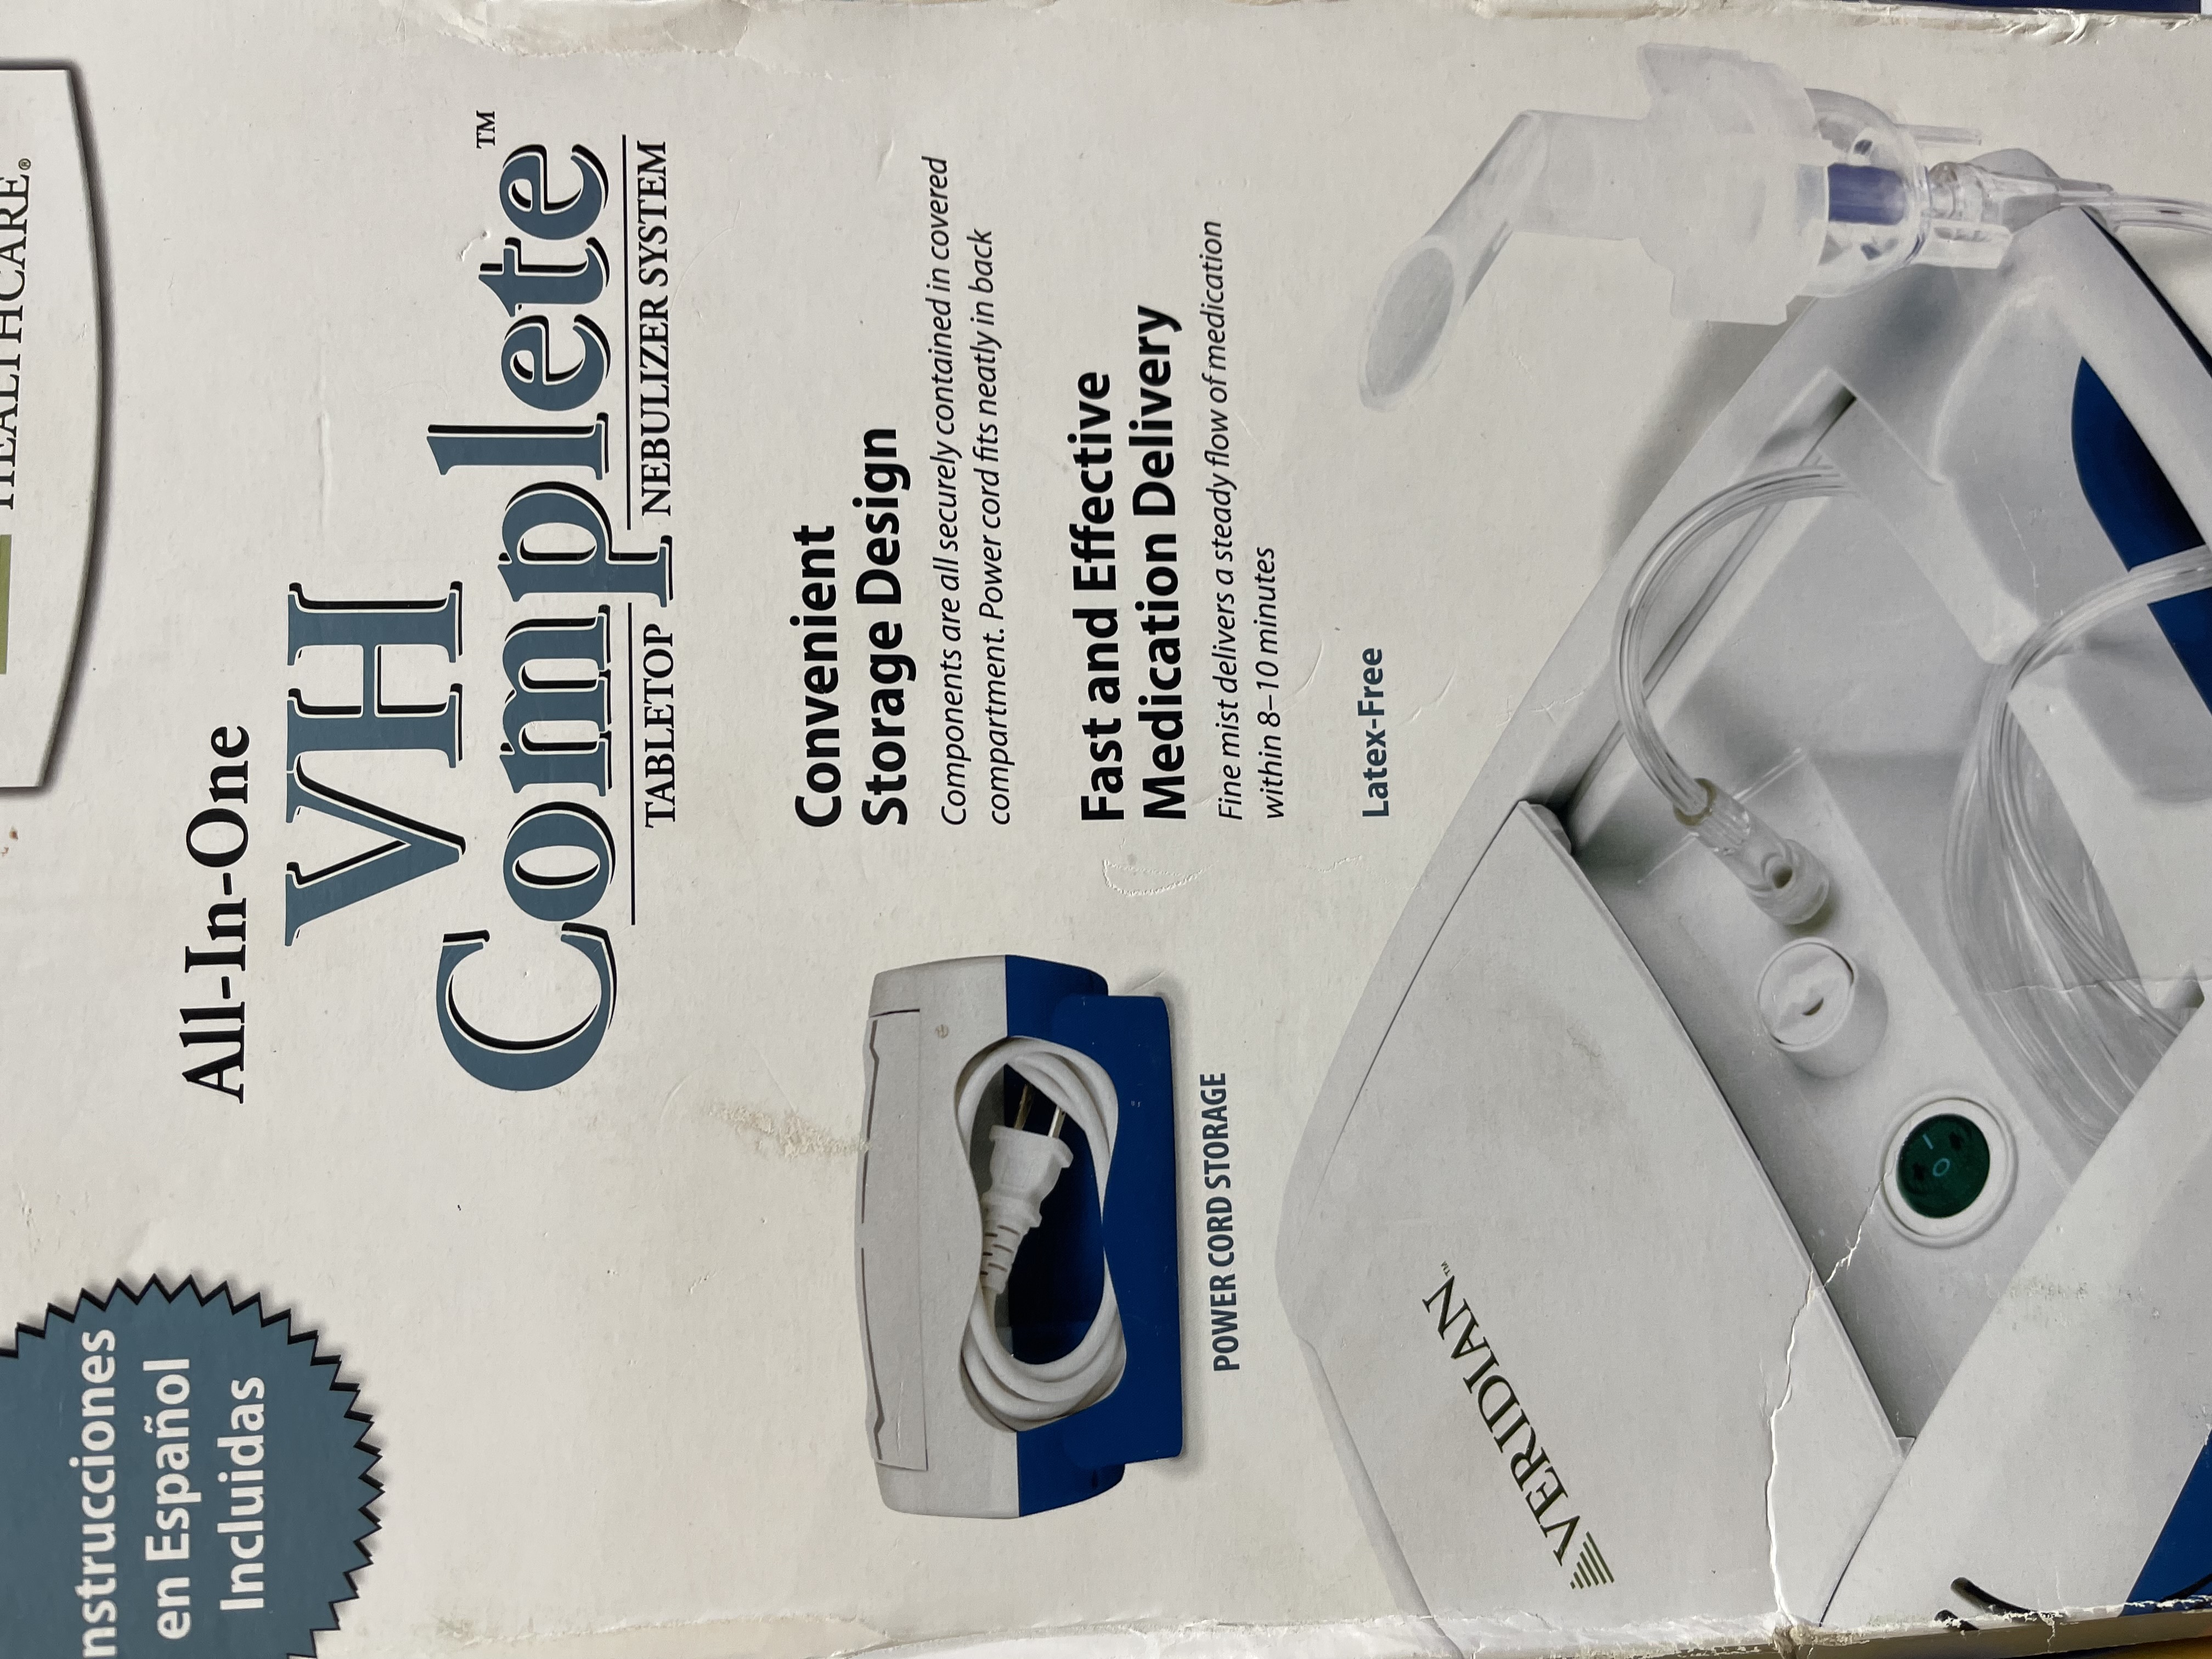 HEALTHCARE®
nstrucciones
en Español
Incluidas
All-In-One
VH
Complete™
TABLETOP NEBULIZER SYSTEM
Convenient
Storage Design
Components are all securely contained in covered
compartment. Power cord fits neatly in back
Fast and Effective
Medication Delivery
Fine mist delivers a steady flow of medication
within 8–10 minutes
Latex-Free
POWER CORD STORAGE
VERIDIAN™